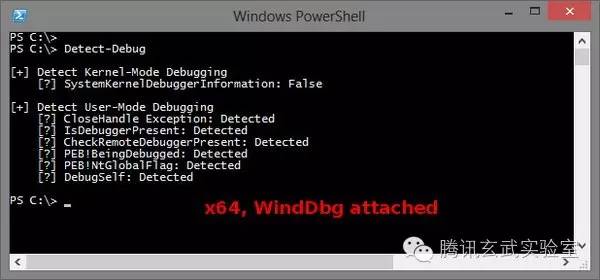 Windows PowerShell
PS C:\>
PS C:\> Detect-Debug
[+] Detect Kernel-Mode Debugging
[?] SystemKernelDebuggerInformation: False
[+] Detect User-Mode Debugging
[?] CloseHandle Exception: Detected
[?] IsDebuggerPresent: Detected
[?] CheckRemoteDebuggerPresent: Detected
[?] PEB!BeingDebugged: Detected
[?] PEB!NtGlobalFlag: Detected
[?] DebugSelf: Detected
PS C:\> _
x64, WindDbg attached
腾讯玄武实验室